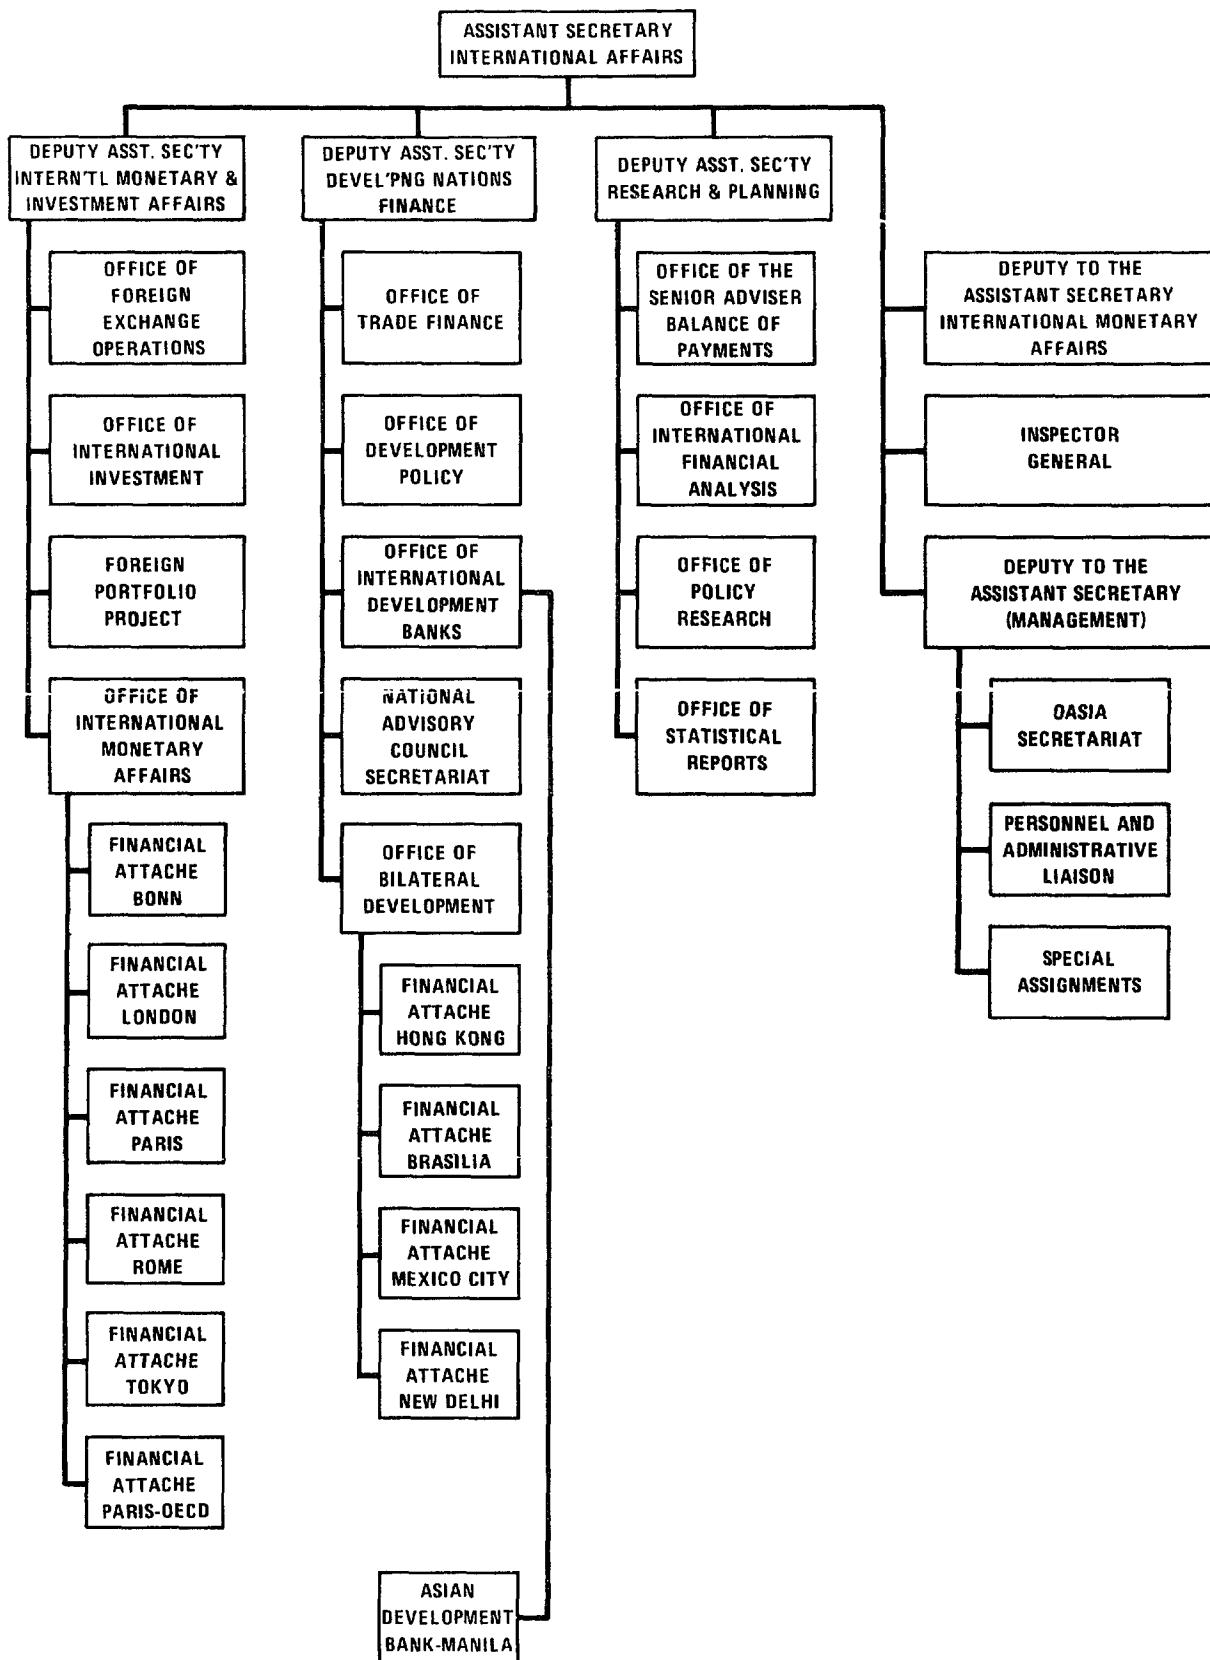 ASSISTANT SECRETARY
INTERNATIONAL AFFAIRS
DEPUTY ASST. SEC'TY
INTERN'TL MONETARY &
INVESTMENT AFFAIRS
OFFICE OF
FOREIGN
EXCHANGE
OPERATIONS
OFFICE OF
INTERNATIONAL
INVESTMENT
FOREIGN
PORTFOLIO
PROJECT
OFFICE OF
INTERNATIONAL
MONETARY
AFFAIRS
FINANCIAL
ATTACHE
BONN
FINANCIAL
ATTACHE
LONDON
FINANCIAL
ATTACHE
PARIS
FINANCIAL
ATTACHE
ROME
FINANCIAL
ATTACHE
TOKYO
FINANCIAL
ATTACHE
PARIS-OECD
DEPUTY ASST. SEC'TY
DEVEL'PNG NATIONS
FINANCE
OFFICE OF
TRADE FINANCE
OFFICE OF
DEVELOPMENT
POLICY
OFFICE OF
INTERNATIONAL
DEVELOPMENT
BANKS
NATIONAL
ADVISORY
COUNCIL
SECRETARIAT
OFFICE OF
BILATERAL
DEVELOPMENT
FINANCIAL
ATTACHE
HONG KONG
FINANCIAL
ATTACHE
BRASILIA
FINANCIAL
ATTACHE
MEXICO CITY
FINANCIAL
ATTACHE
NEW DELHI
ASIAN
DEVELOPMENT
BANK-MANILA
DEPUTY ASST. SEC'TY
RESEARCH & PLANNING
OFFICE OF THE
SENIOR ADVISER
BALANCE OF
PAYMENTS
OFFICE OF
INTERNATIONAL
FINANCIAL
ANALYSIS
OFFICE OF
POLICY
RESEARCH
OFFICE OF
STATISTICAL
REPORTS
DEPUTY TO THE
ASSISTANT SECRETARY
INTERNATIONAL MONETARY
AFFAIRS
INSPECTOR
GENERAL
DEPUTY TO THE
ASSISTANT SECRETARY
(MANAGEMENT)
OASIA
SECRETARIAT
PERSONNEL AND
ADMINISTRATIVE
LIAISON
SPECIAL
ASSIGNMENTS